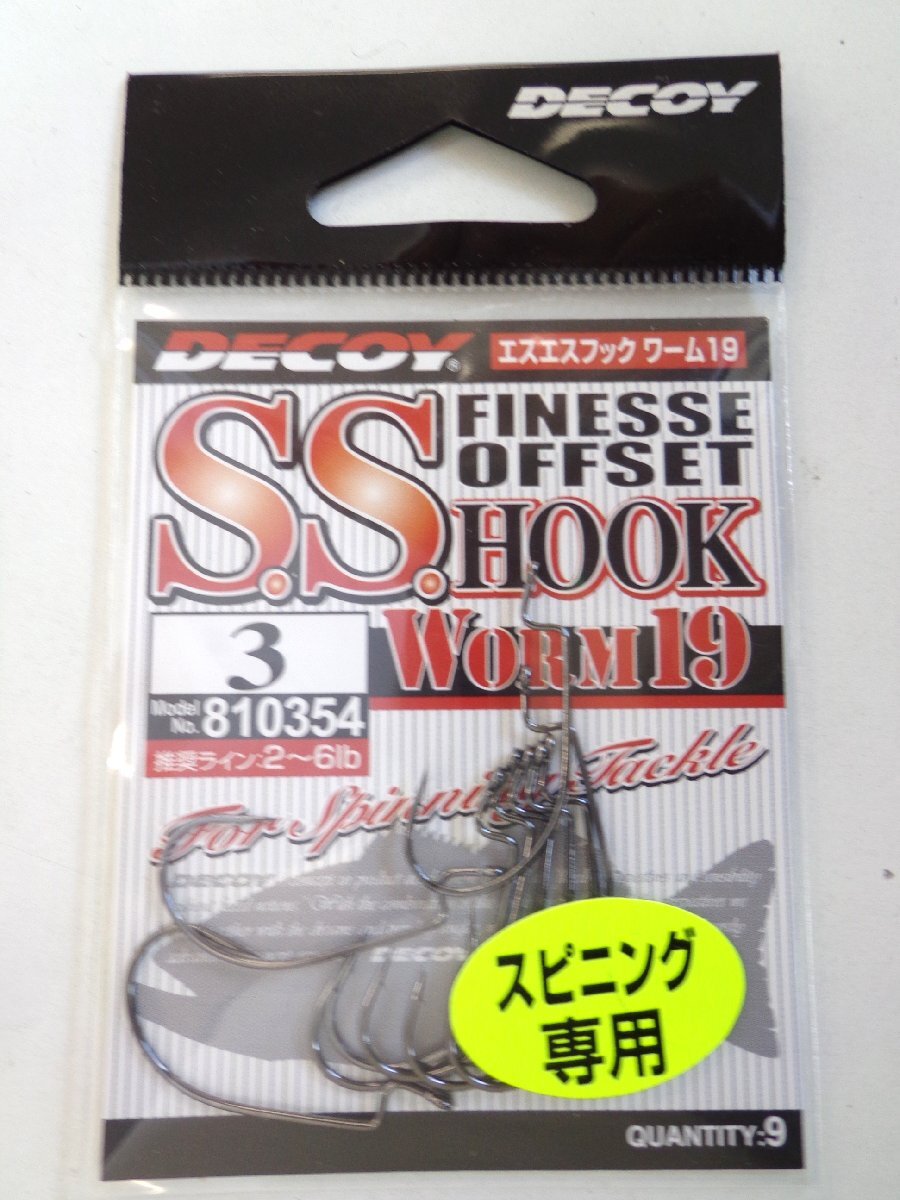 DECOY
DECOY®
エスエスフック ワーム19
S.S.
FINESSE
OFFSET
HOOK
WORM19
3
Model No. 810354
推奨ライン:2〜6lb
For Spinning Tackle
DECOY
DECOY
スピニング
専用
QUANTITY:9